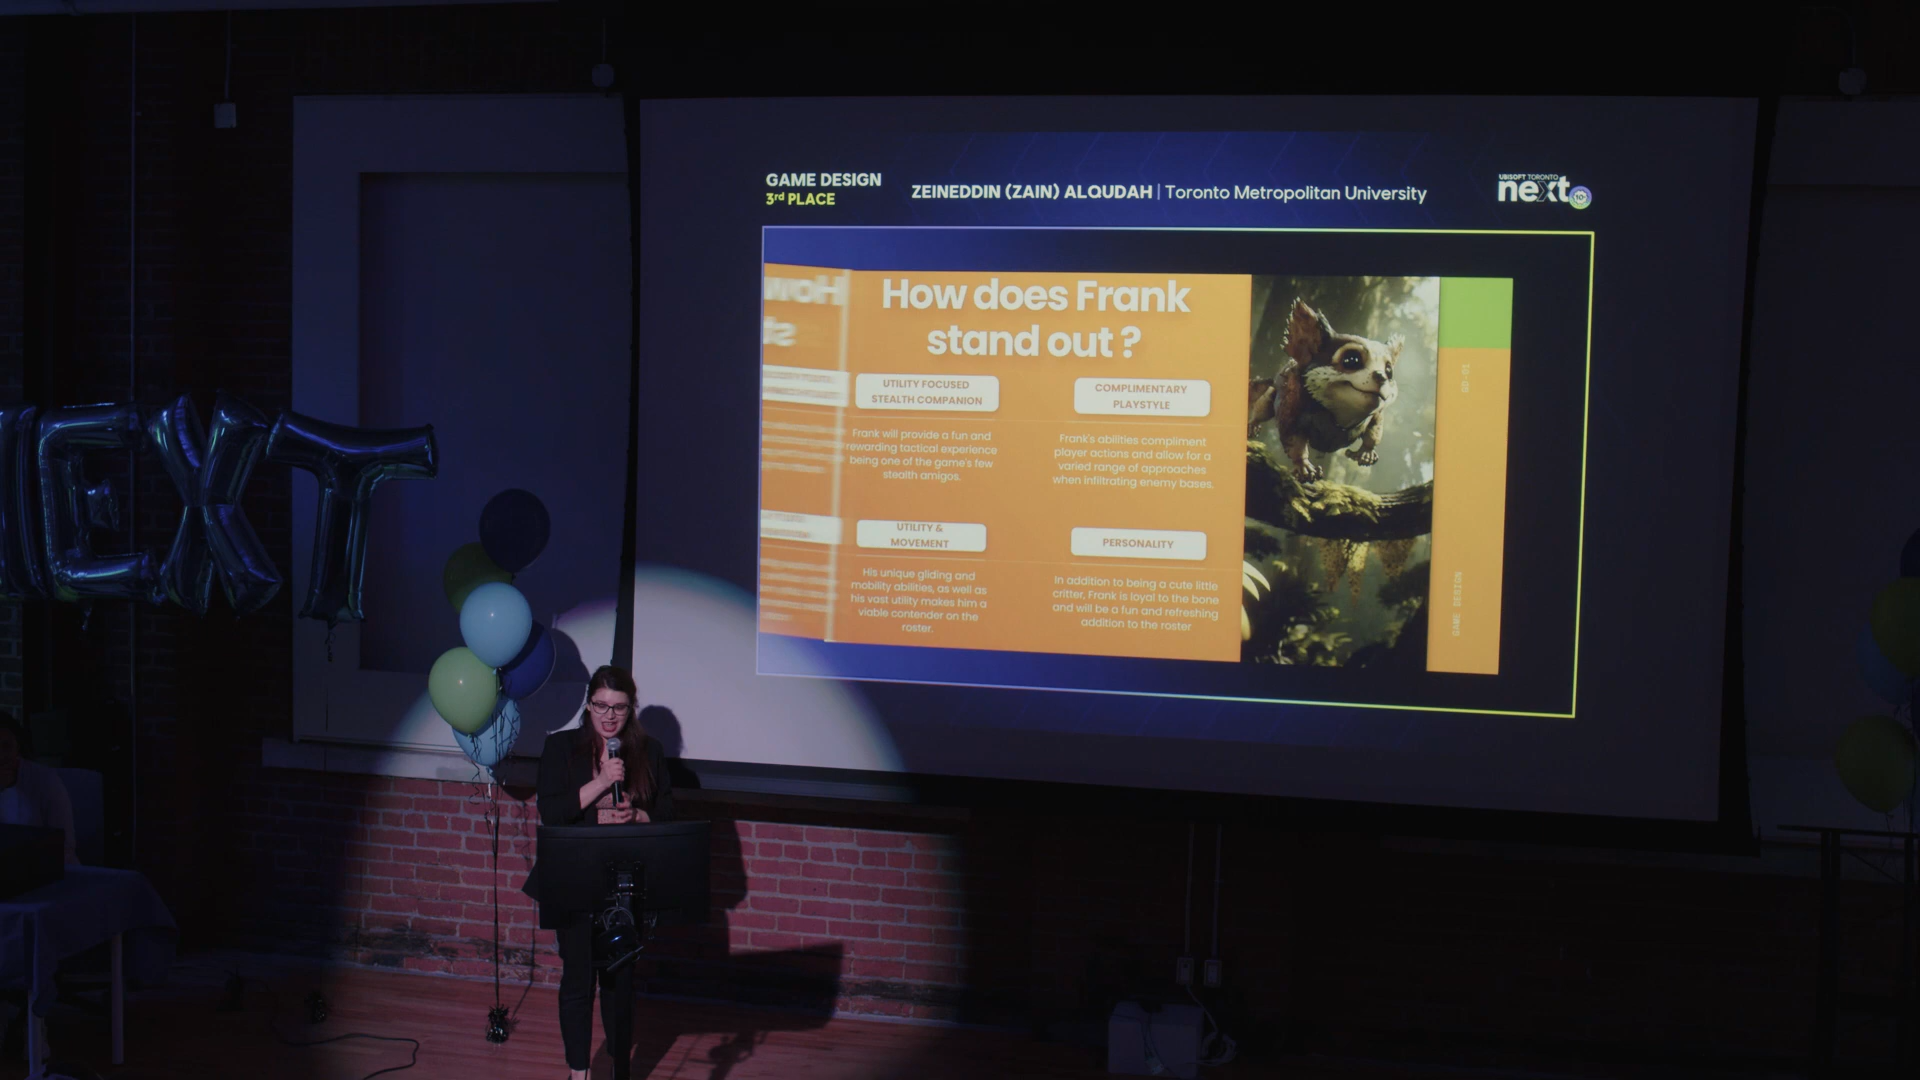 GAME DESIGN
3rd PLACE
ZEINEDDIN (ZAIN) ALQUDAH | Toronto Metropolitan University
UBISOFT TORONTO
next
How does Frank
stand out ?
UTILITY FOCUSED
STEALTH COMPANION
Frank will provide a fun and
rewarding tactical experience
being one of the game's few
stealth amigos.
COMPLIMENTARY
PLAYSTYLE
Frank's abilities compliment
player actions and allow for a
varied range of approaches
when infiltrating enemy bases.
UTILITY &
MOVEMENT
His unique gliding and
mobility abilities, as well as
his vast utility makes him a
viable contender on the
roster.
PERSONALITY
In addition to being a cute little
critter, Frank is loyal to the bone
and will be a fun and refreshing
addition to the roster
GAME DESIGN
EXT